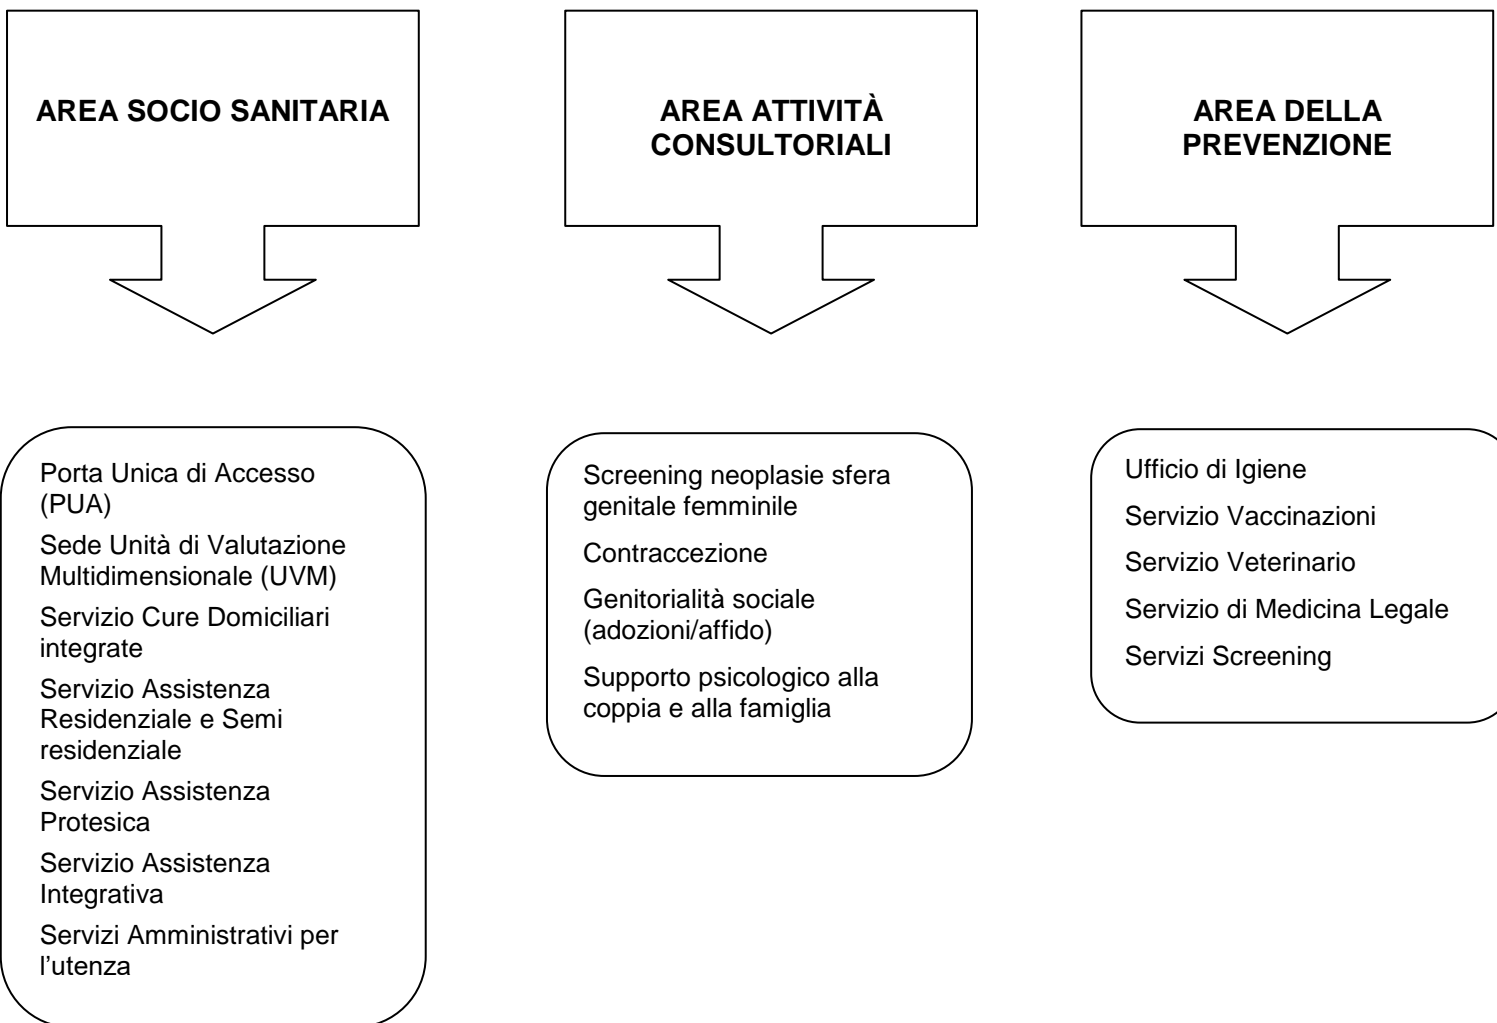 AREA SOCIO SANITARIA
AREA ATTIVITÀ
CONSULTORIALI
AREA DELLA
PREVENZIONE
Porta Unica di Accesso
(PUA)
Sede Unità di Valutazione
Multidimensionale (UVM)
Servizio Cure Domiciliari
integrate
Servizio Assistenza
Residenziale e Semi
residenziale
Servizio Assistenza
Protesica
Servizio Assistenza
Integrativa
Servizi Amministrativi per
l’utenza
Screening neoplasie sfera
genitale femminile
Contraccezione
Genitorialità sociale
(adozioni/affido)
Supporto psicologico alla
coppia e alla famiglia
Ufficio di Igiene
Servizio Vaccinazioni
Servizio Veterinario
Servizio di Medicina Legale
Servizi Screening